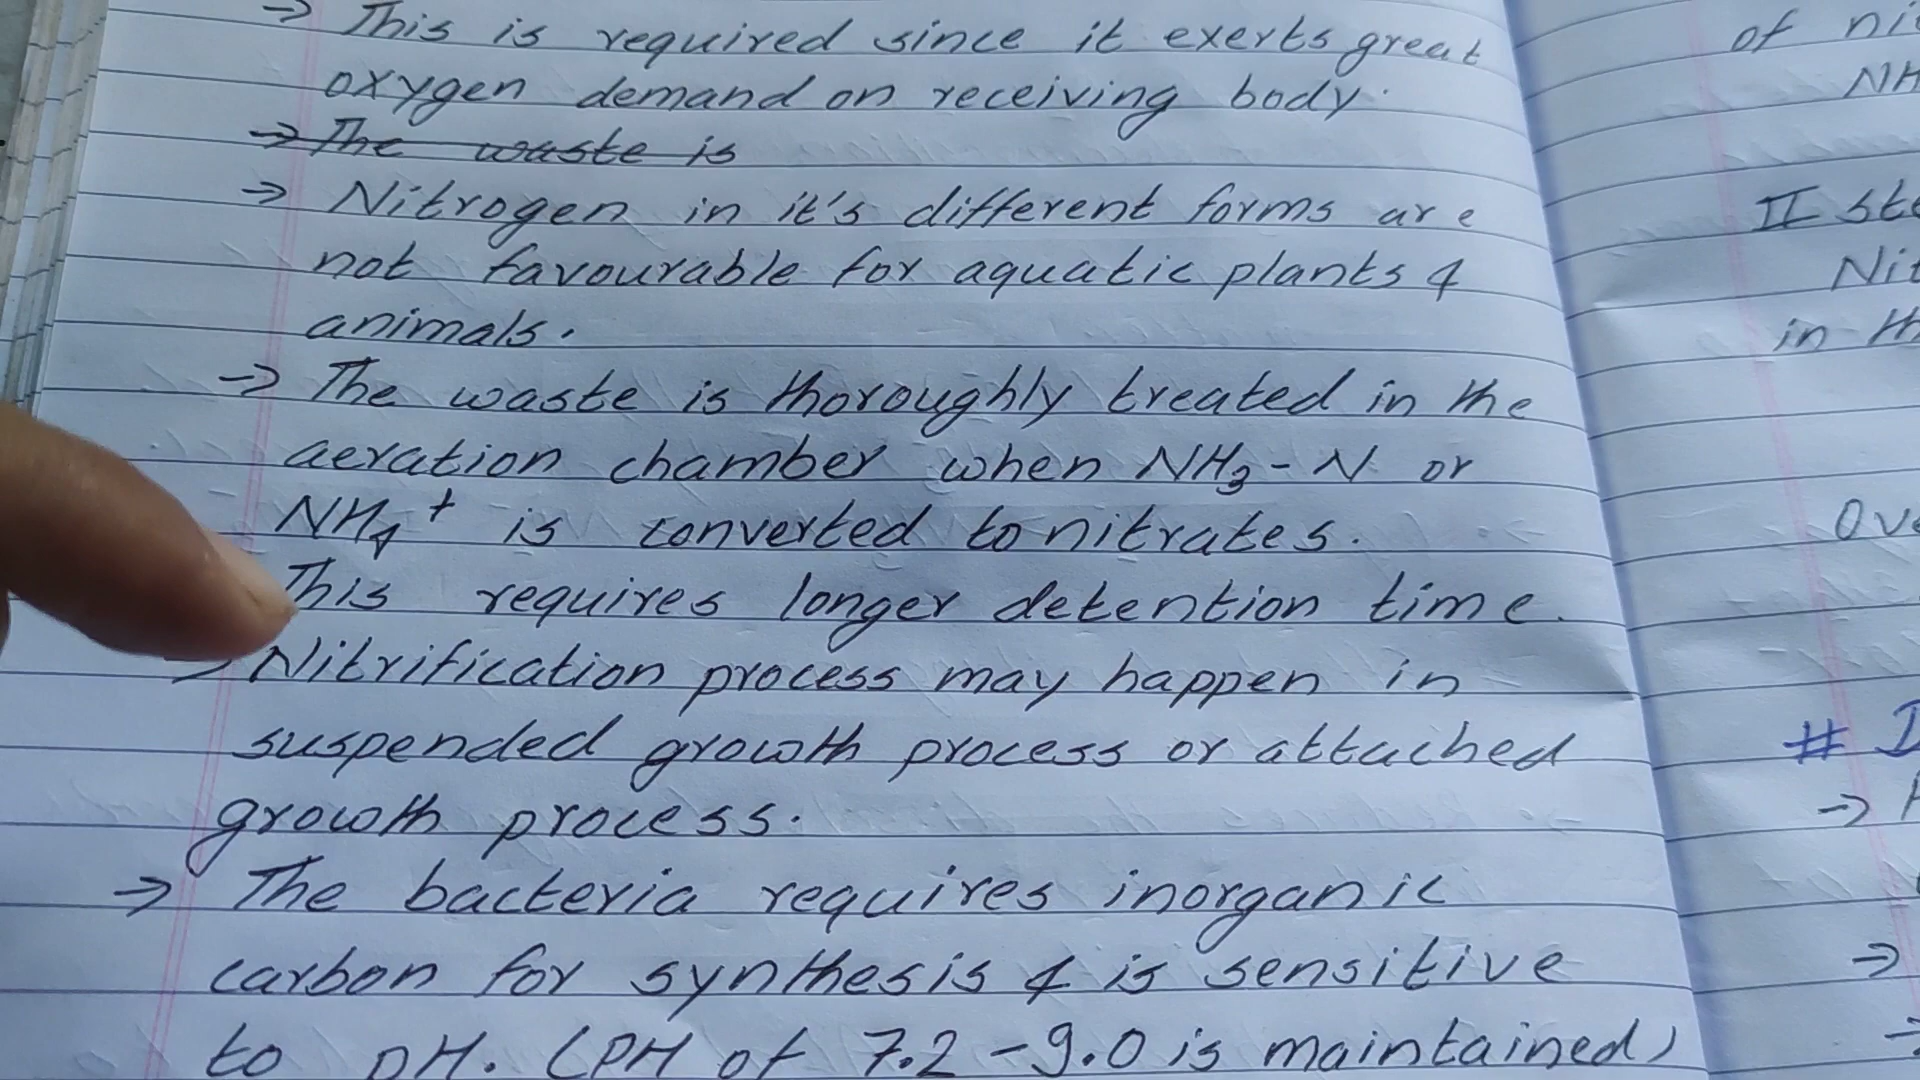 → This is required since it exerts great
oxygen demand on receiving body.
→ The waste is
→ Nitrogen in it's different forms are
not favourable for aquatic plants &
animals.
→ The waste is thoroughly treated in the
aeration chamber when NH3-N or
NH4+ is converted to nitrates.
This requires longer detention time.
→ Nitrification process may happen in
suspended growth process or attached
growth process.
→ The bacteria requires inorganic
carbon for synthesis & is sensitive
to pH. (PH of 7.2-9.0 is maintained)
of
II
in
#
→
→